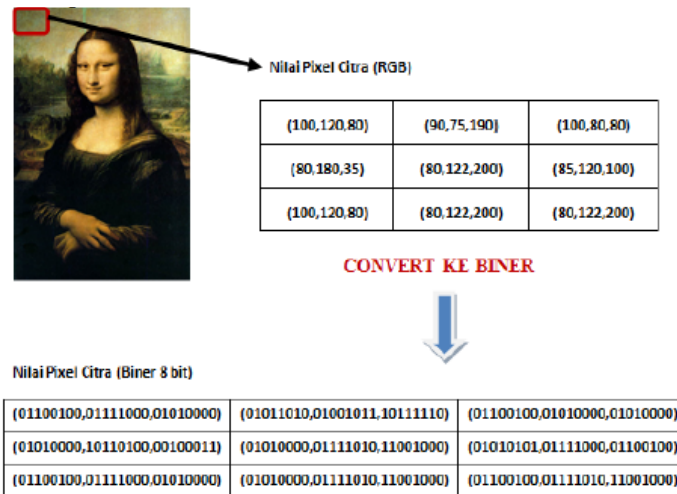 Nilai Pixel Citra (RGB)
(100,120,80) (90,75,190) (100,80,80)
(80,180,35) (80,122,200) (85,120,100)
(100,120,80) (80,122,200) (80,122,200)
CONVERT KE BINER
Nilai Pixel Citra (Biner 8 bit)
(01100100,01111000,01010000) (01011010,01001011,10111110) (01100100,01010000,01010000)
(01010000,10110100,00100011) (01010000,01111010,11001000) (01010101,01111000,01100100)
(01100100,01111000,01010000) (01010000,01111010,11001000) (01100100,01111010,11001000)